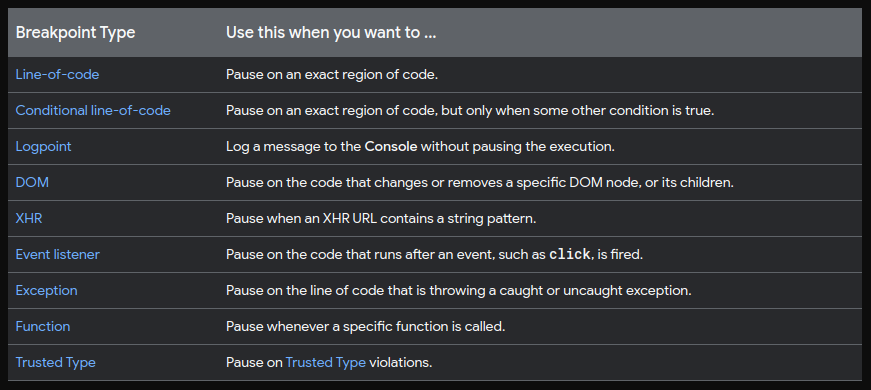 Breakpoint Type Use this when you want to ...
Line-of-code Pause on an exact region of code.
Conditional line-of-code Pause on an exact region of code, but only when some other condition is true.
Logpoint Log a message to the Console without pausing the execution.
DOM Pause on the code that changes or removes a specific DOM node, or its children.
XHR Pause when an XHR URL contains a string pattern.
Event listener Pause on the code that runs after an event, such as click, is fired.
Exception Pause on the line of code that is throwing a caught or uncaught exception.
Function Pause whenever a specific function is called.
Trusted Type Pause on Trusted Type violations.